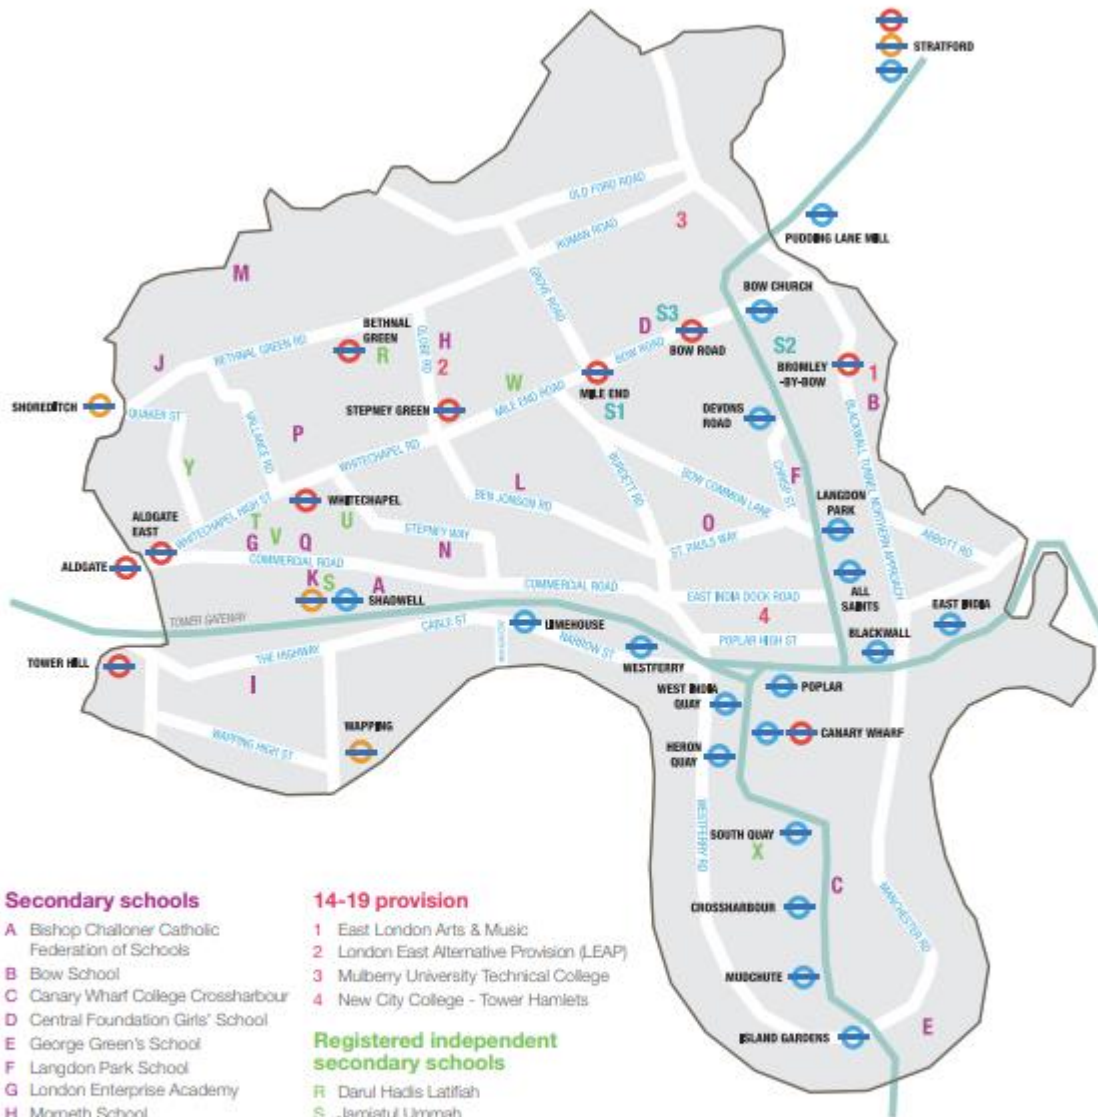 STRATFORD
OLD FORD ROAD
3
PUDDING LANE MILL
ROMAN ROAD
M
GROVE ROAD
BOW CHURCH
S3
D
BETHNAL GREEN
H
BOW ROAD
BOW ROAD
S2
J
BETHNAL GREEN RD
R
GLOBE RD
2
BROMLEY
-BY-BOW
1
W
MILE END
B
SHOREDITCH
QUAKER ST
STEPNEY GREEN
MILE END ROAD
S1
DEVONS
ROAD
VALLANCE RD
P
WHITECHAPEL RD
BLACKWALL TUNNEL NORTHERN APPROACH
Y
BURDETT RD
BOW COMMON LANE
CHRISP ST
F
L
BEN JONSON RD
LANGDON
PARK
WHITECHAPEL
WHITECHAPEL HIGH ST
ALDGATE
EAST
T
V
U
STEPNEY WAY
O
ST. PAULS WAY
ABBOTT RD
G
Q
N
ALDGATE
COMMERCIAL ROAD
K
S
A
COMMERCIAL ROAD
SHADWELL
EAST INDIA DOCK ROAD
ALL
SAINTS
EAST INDIA
TOWER GATEWAY
CABLE ST
LIMEHOUSE
4
NARROW ST
POPLAR HIGH ST
BLACKWALL
TOWER HILL
THE HIGHWAY
WESTFERRY
I
WEST INDIA
QUAY
POPLAR
WAPPING HIGH ST
WAPPING
CANARY WHARF
HERON
QUAY
WESTFERRY RD
SOUTH QUAY
X
C
CROSSHARBOUR
MANCHESTER RD
MUDCHUTE
ISLAND GARDENS
E
Secondary schools
A Bishop Challoner Catholic
Federation of Schools
B Bow School
C Canary Wharf College Crossharbour
D Central Foundation Girls' School
E George Green's School
F Langdon Park School
G London Enterprise Academy
H Morpeth School
14-19 provision
1 East London Arts & Music
2 London East Alternative Provision (LEAP)
3 Mulberry University Technical College
4 New City College - Tower Hamlets
Registered independent
secondary schools
R Darul Hadis Latifiah
S Jamiatul Ummah